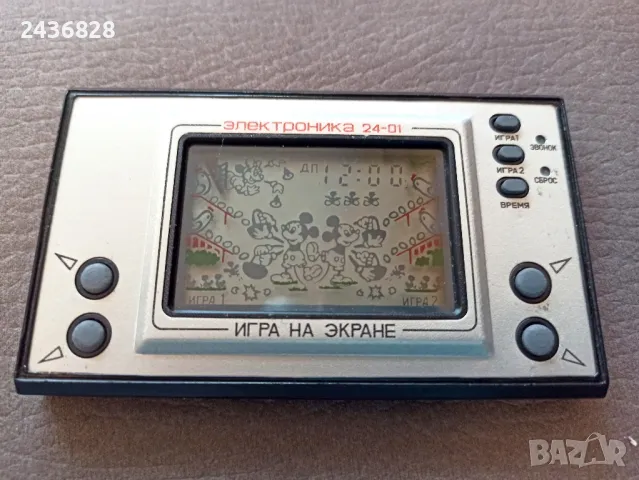 2436828
электроника 24-01
ИГРА 1
ЗВОНОК
ИГРА 2
СБРОС
ВРЕМЯ
ДП 12:00
ИГРА 1
ИГРА 2
ИГРА НА ЭКРАНЕ
BAZAR